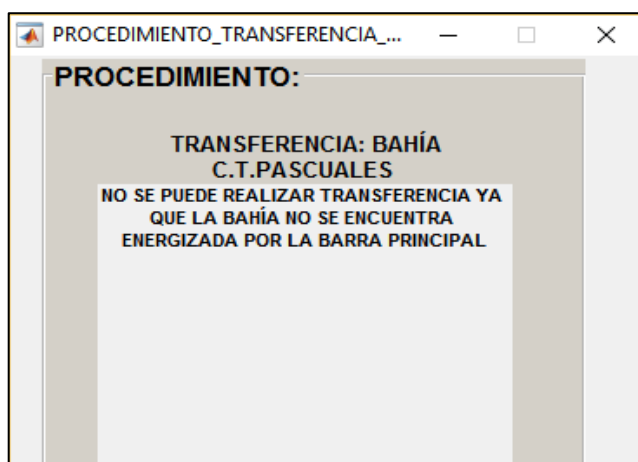 PROCEDIMIENTO_TRANSFERENCIA_...
PROCEDIMIENTO:
TRANSFERENCIA: BAHÍA
C.T.PASCUALES
NO SE PUEDE REALIZAR TRANSFERENCIA YA
QUE LA BAHÍA NO SE ENCUENTRA
ENERGIZADA POR LA BARRA PRINCIPAL